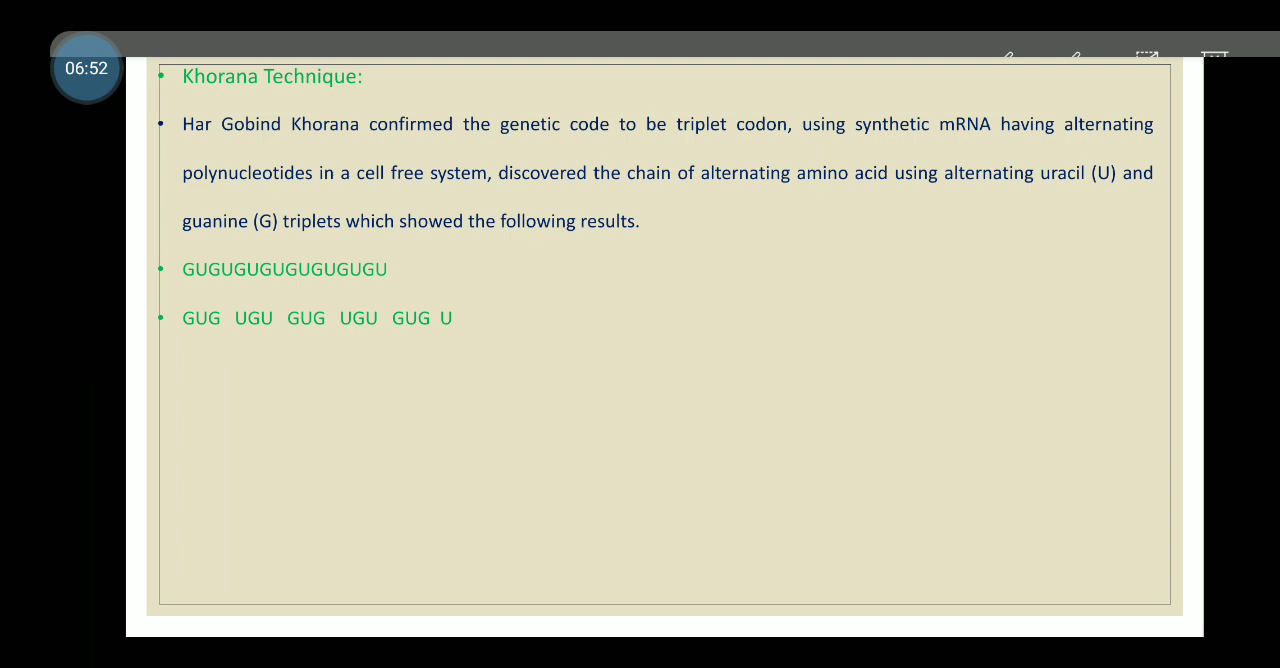 06:52
• Khorana Technique:
• Har Gobind Khorana confirmed the genetic code to be triplet codon, using synthetic mRNA having alternating
polynucleotides in a cell free system, discovered the chain of alternating amino acid using alternating uracil (U) and
guanine (G) triplets which showed the following results.
• GUGUGUGUGUGUGUGU
• GUG UGU GUG UGU GUG U